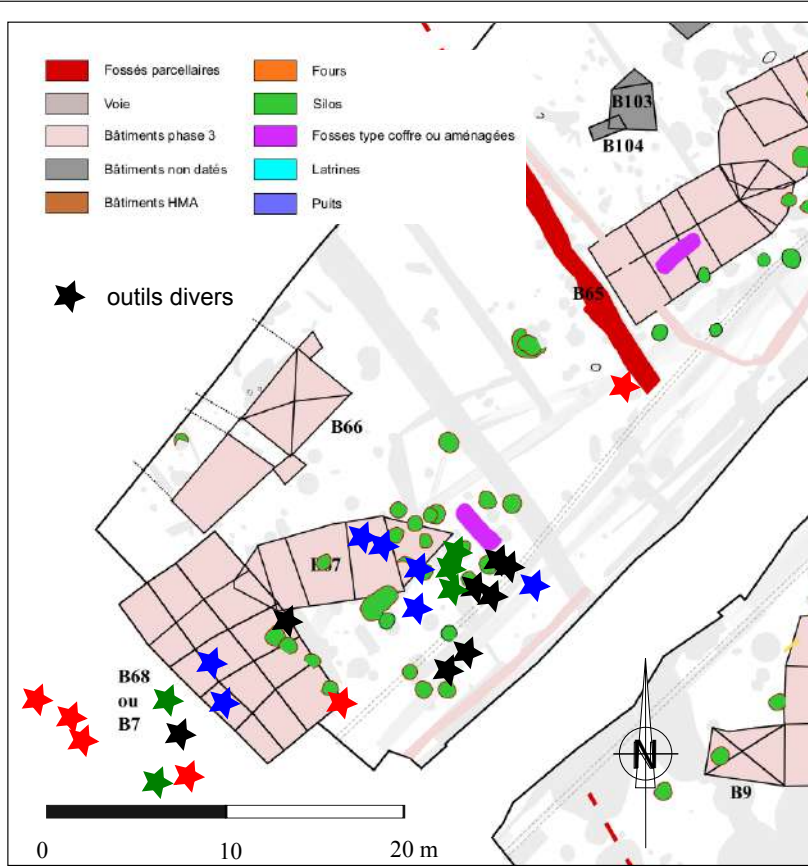 Fossés parcellaires
Voie
Bâtiments phase 3
Bâtiments non datés
Bâtiments HMA
Fours
Silos
Fosses type coffre ou aménagées
Latrines
Puits
outils divers
B103
B104
B65
B66
B68
ou
B7
B9
N
0 10 20 m